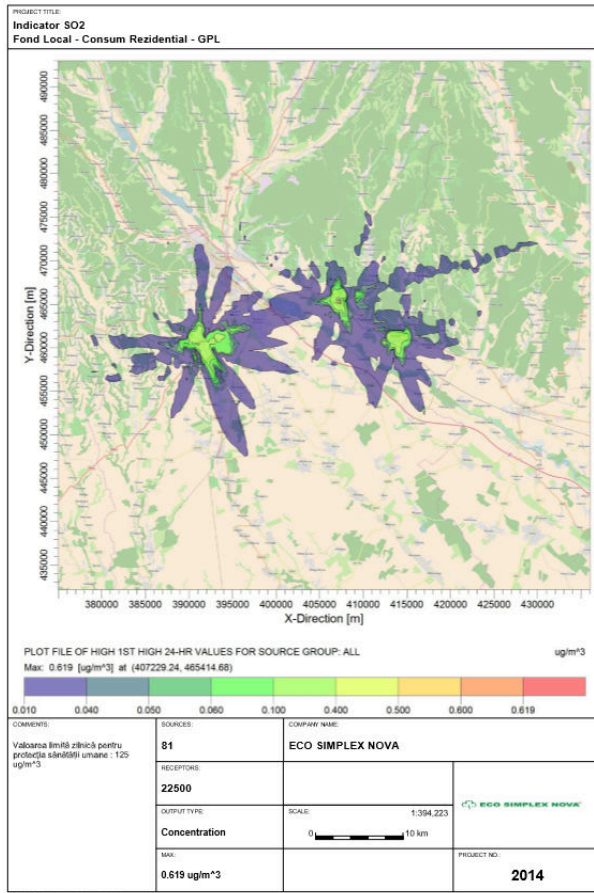 PROJECT TITLE:
Indicator SO2
Fond Local - Consum Rezidential - GPL
Y-Direction [m]
490000
485000
480000
475000
470000
465000
460000
455000
450000
445000
440000
435000
380000 385000 390000 395000 400000 405000 410000 415000 420000 425000 430000
X-Direction [m]
PLOT FILE OF HIGH 1ST HIGH 24-HR VALUES FOR SOURCE GROUP: ALL ug/m^3
Max: 0.619 [ug/m^3] at (407229.24, 465414.68)
0.010 0.040 0.050 0.060 0.100 0.400 0.500 0.600 0.619
COMMENTS:
Valoarea limită zilnică pentru
protecția sănătății umane : 125
ug/m^3
SOURCES:
81
COMPANY NAME:
ECO SIMPLEX NOVA
RECEPTORS:
22500
OUTPUT TYPE:
Concentration
SCALE: 1:394,223
0 10 km
ECO SIMPLEX NOVA
MAX:
0.619 ug/m^3
PROJECT NO.:
2014